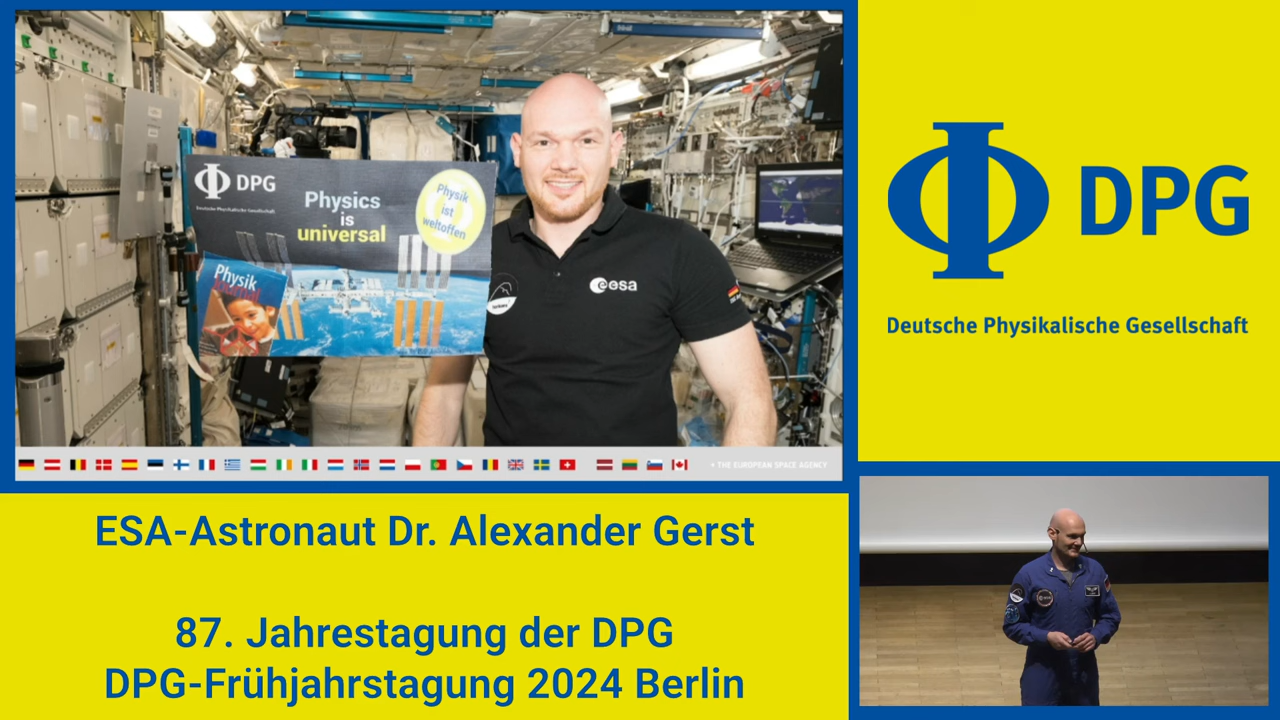 DPG
Deutsche Physikalische Gesellschaft
Physics
is
universal
Physik
ist
weltoffen
Physik
Journal
esa
→ THE EUROPEAN SPACE AGENCY
DPG
Deutsche Physikalische Gesellschaft
ESA-Astronaut Dr. Alexander Gerst
87. Jahrestagung der DPG
DPG-Frühjahrstagung 2024 Berlin